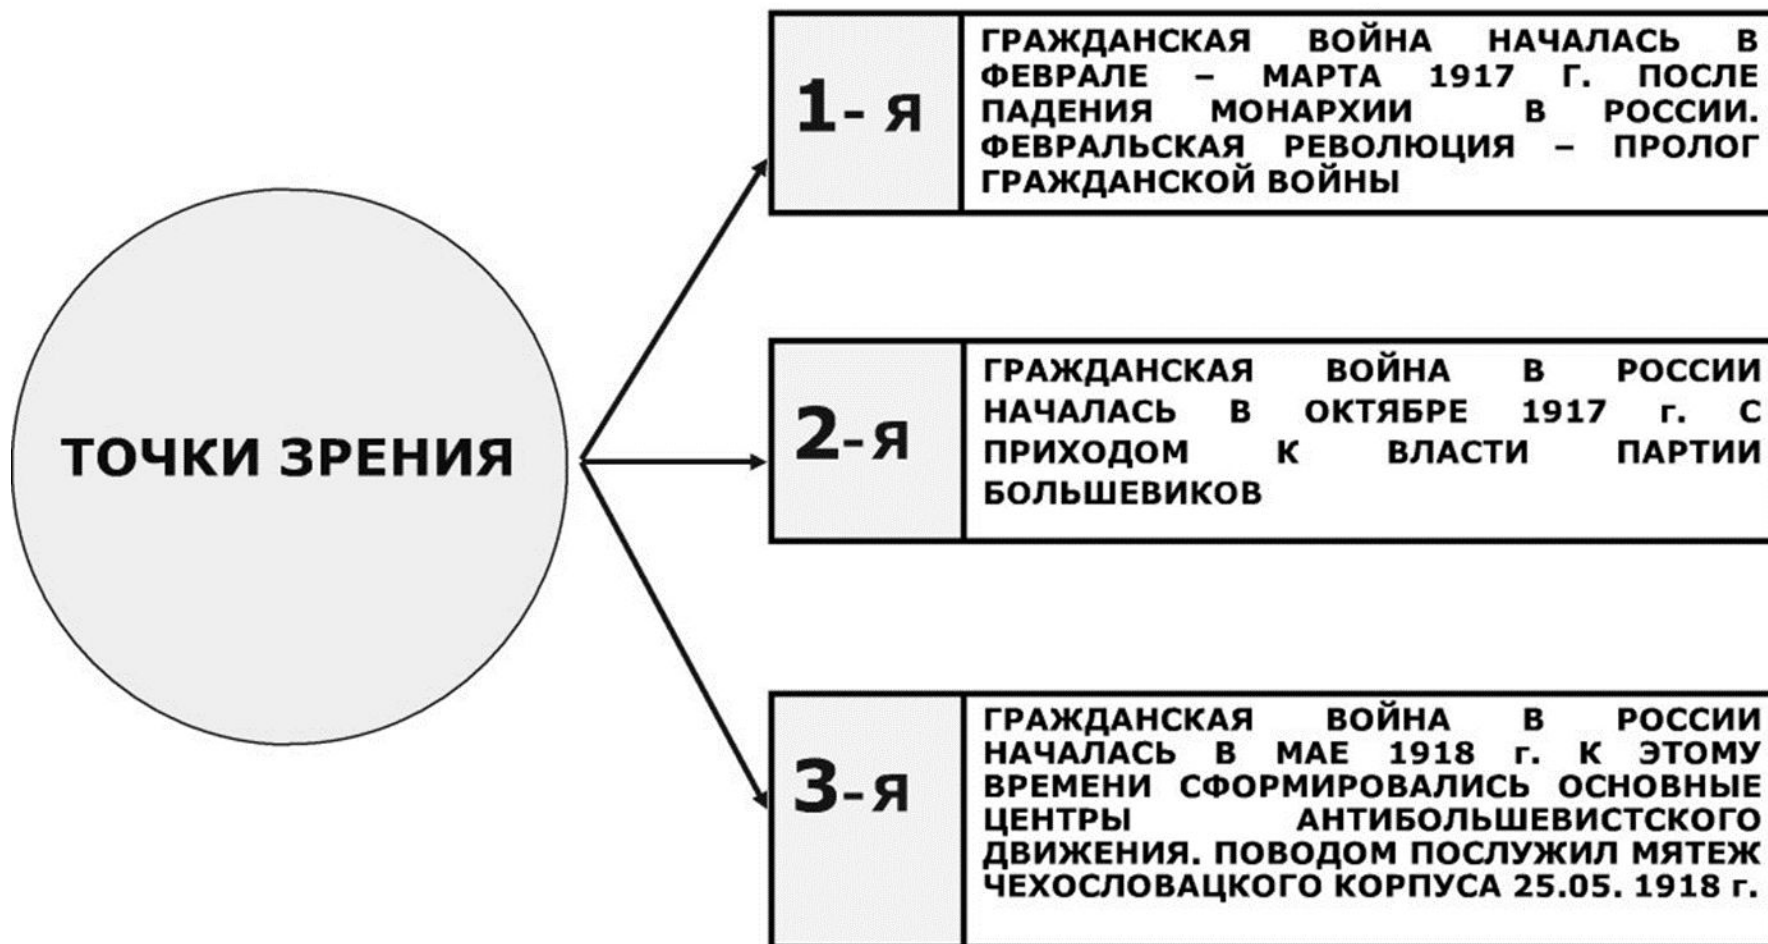 ТОЧКИ ЗРЕНИЯ
1- Я
ГРАЖДАНСКАЯ ВОЙНА НАЧАЛАСЬ В
ФЕВРАЛЕ – МАРТА 1917 Г. ПОСЛЕ
ПАДЕНИЯ МОНАРХИИ В РОССИИ.
ФЕВРАЛЬСКАЯ РЕВОЛЮЦИЯ – ПРОЛОГ
ГРАЖДАНСКОЙ ВОЙНЫ
2-Я
ГРАЖДАНСКАЯ ВОЙНА В РОССИИ
НАЧАЛАСЬ В ОКТЯБРЕ 1917 г. С
ПРИХОДОМ К ВЛАСТИ ПАРТИИ
БОЛЬШЕВИКОВ
3-Я
ГРАЖДАНСКАЯ ВОЙНА В РОССИИ
НАЧАЛАСЬ В МАЕ 1918 г. К ЭТОМУ
ВРЕМЕНИ СФОРМИРОВАЛИСЬ ОСНОВНЫЕ
ЦЕНТРЫ АНТИБОЛЬШЕВИСТСКОГО
ДВИЖЕНИЯ. ПОВОДОМ ПОСЛУЖИЛ МЯТЕЖ
ЧЕХОСЛОВАЦКОГО КОРПУСА 25.05. 1918 г.